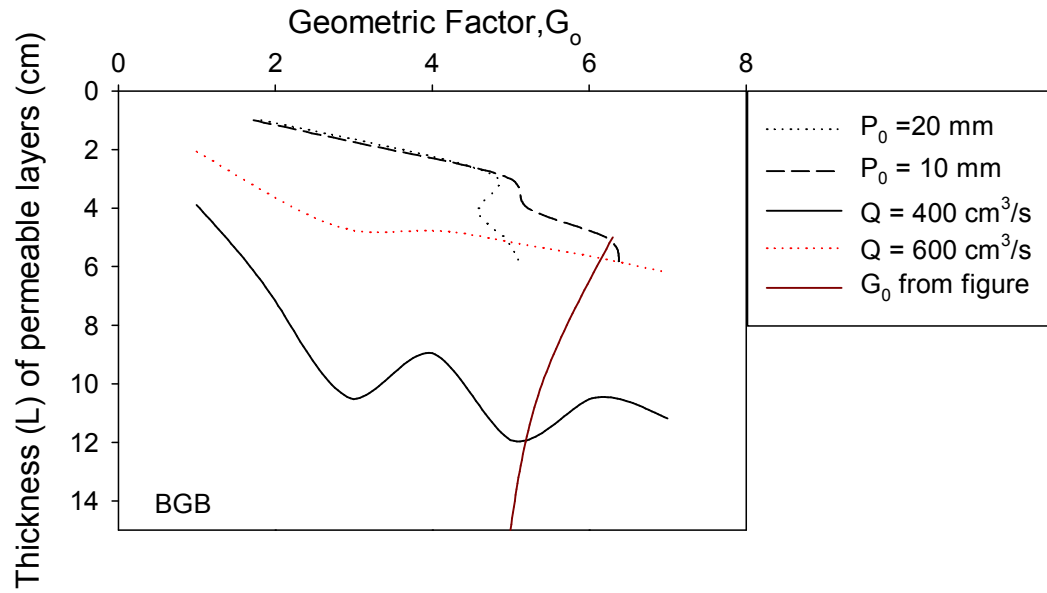 Geometric Factor,Go
0 2 4 6 8
Thickness (L) of permeable layers (cm)
0
2
4
6
8
10
12
14
BGB
P0 =20 mm
P0 = 10 mm
Q = 400 cm3/s
Q = 600 cm3/s
G0 from figure